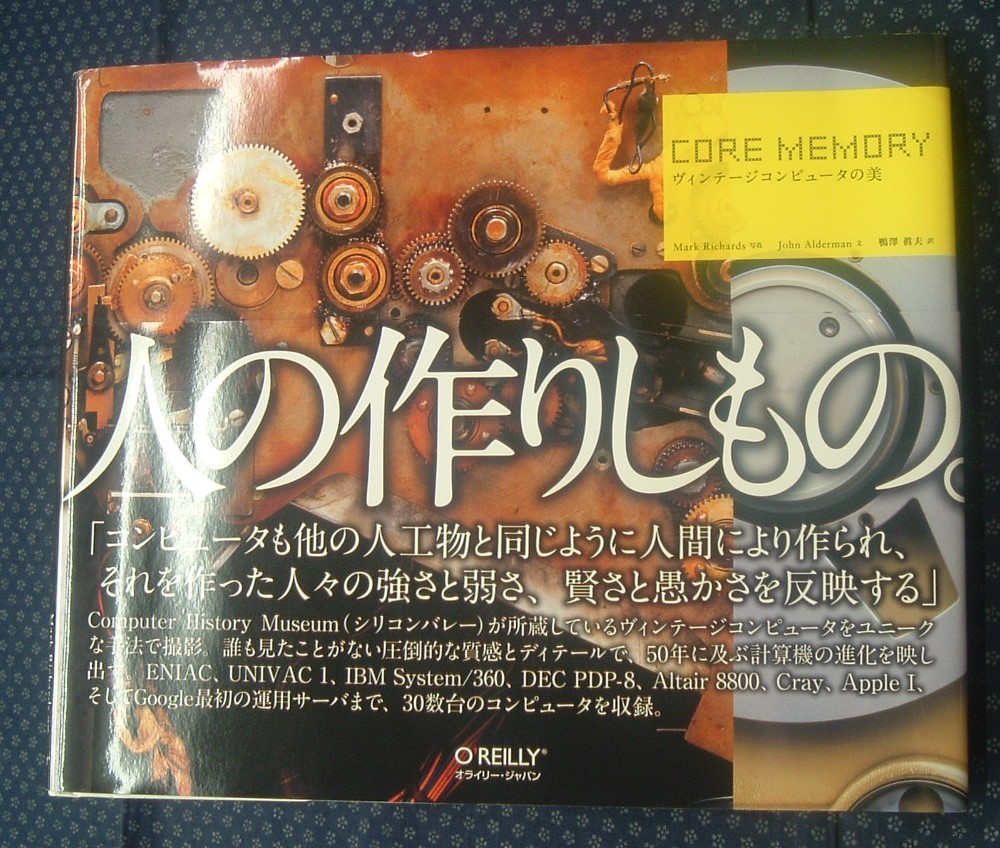 CORE MEMORY
ヴィンテージコンピュータの美
Mark Richards 写真 John Alderman 文 鴨澤 眞夫 訳
人の作りしもの。
「コンピュータも他の人工物と同じように人間により作られ、
それを作った人々の強さと弱さ、賢さと愚かさを反映する」
Computer History Museum(シリコンバレー)が所蔵しているヴィンテージコンピュータをユニーク
な手法で撮影。誰も見たことがない圧倒的な質感とディテールで、50年に及ぶ計算機の進化を映し
出す。ENIAC、UNIVAC 1、IBM System/360、DEC PDP-8、Altair 8800、Cray、Apple I、
そしてGoogle最初の運用サーバまで、30数台のコンピュータを収録。
O'REILLY®
オライリー・ジャパン